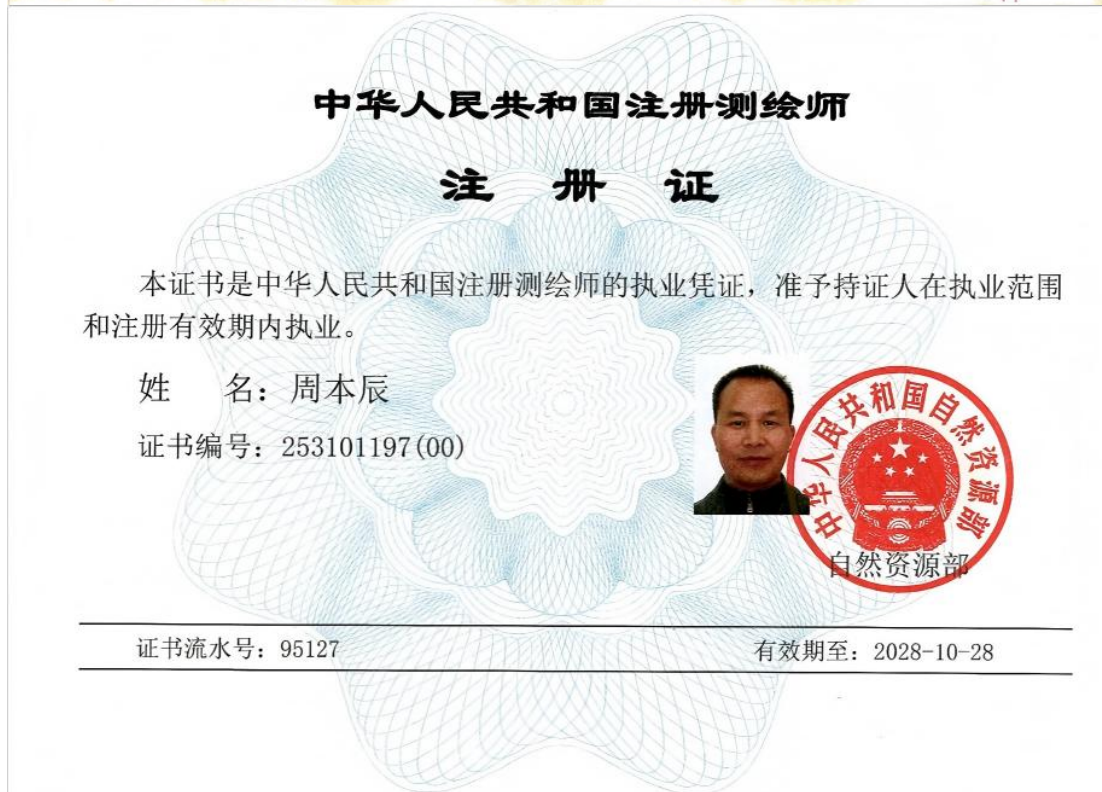 中华人民共和国注册测绘师
注 册 证
本证书是中华人民共和国注册测绘师的执业凭证，准予持证人在执业范围
和注册有效期内执业。
姓 名：周本辰
证书编号：253101197(00)
中华人民共和国自然资源部
自然资源部
证书流水号：95127
有效期至：2028-10-28